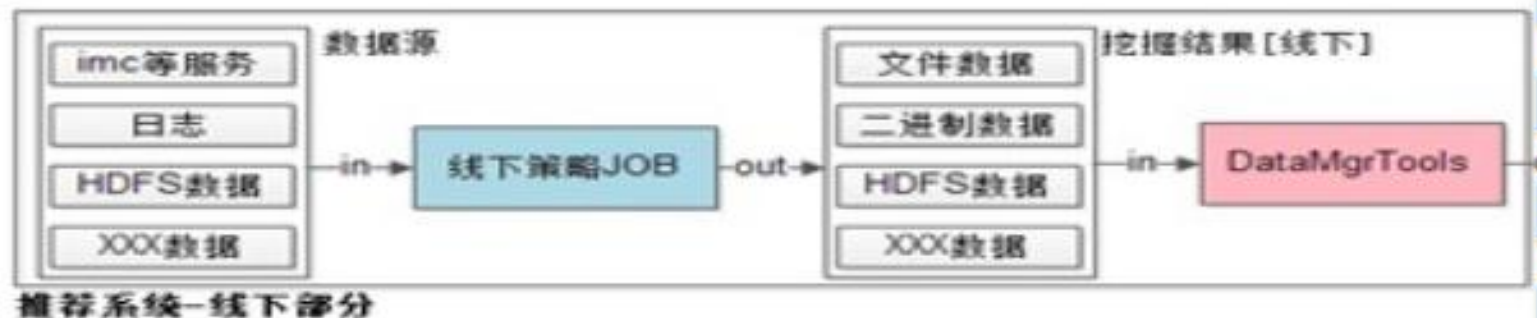 数据源
imc等服务
日志
HDFS数据
XXX数据
in
线下策略JOB
out
挖掘结果[线下]
文件数据
二进制数据
HDFS数据
XXX数据
in
DataMgrTools
推荐系统-线下部分